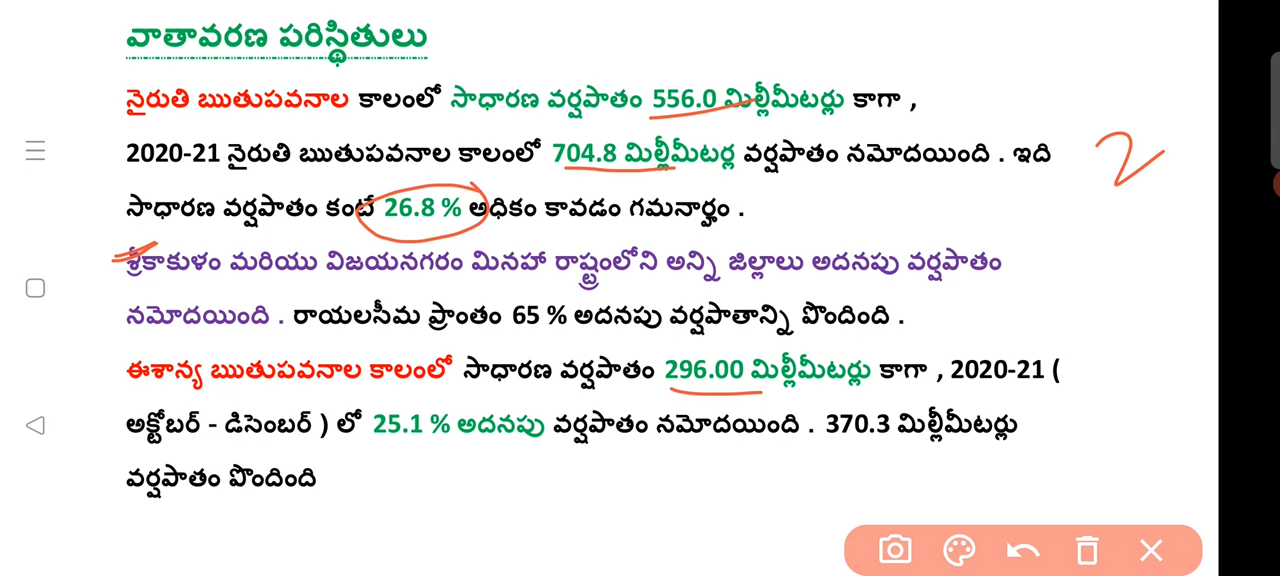 వాతావరణ పరిస్థితులు
నైరుతి ఋతుపవనాల కాలంలో సాధారణ వర్షపాతం 556.0 మిల్లీమీటర్లు కాగా ,
2020-21 నైరుతి ఋతుపవనాల కాలంలో 704.8 మిల్లీమీటర్ల వర్షపాతం నమోదయింది . ఇది
సాధారణ వర్షపాతం కంటే 26.8 % అధికం కావడం గమనార్హం .
శ్రీకాకుళం మరియు విజయనగరం మినహా రాష్ట్రంలోని అన్ని జిల్లాలు అదనపు వర్షపాతం
నమోదయింది . రాయలసీమ ప్రాంతం 65 % అదనపు వర్షపాతాన్ని పొందింది .
ఈశాన్య ఋతుపవనాల కాలంలో సాధారణ వర్షపాతం 296.00 మిల్లీమీటర్లు కాగా , 2020-21 (
అక్టోబర్ - డిసెంబర్ ) లో 25.1 % అదనపు వర్షపాతం నమోదయింది . 370.3 మిల్లీమీటర్లు
వర్షపాతం పొందింది
2